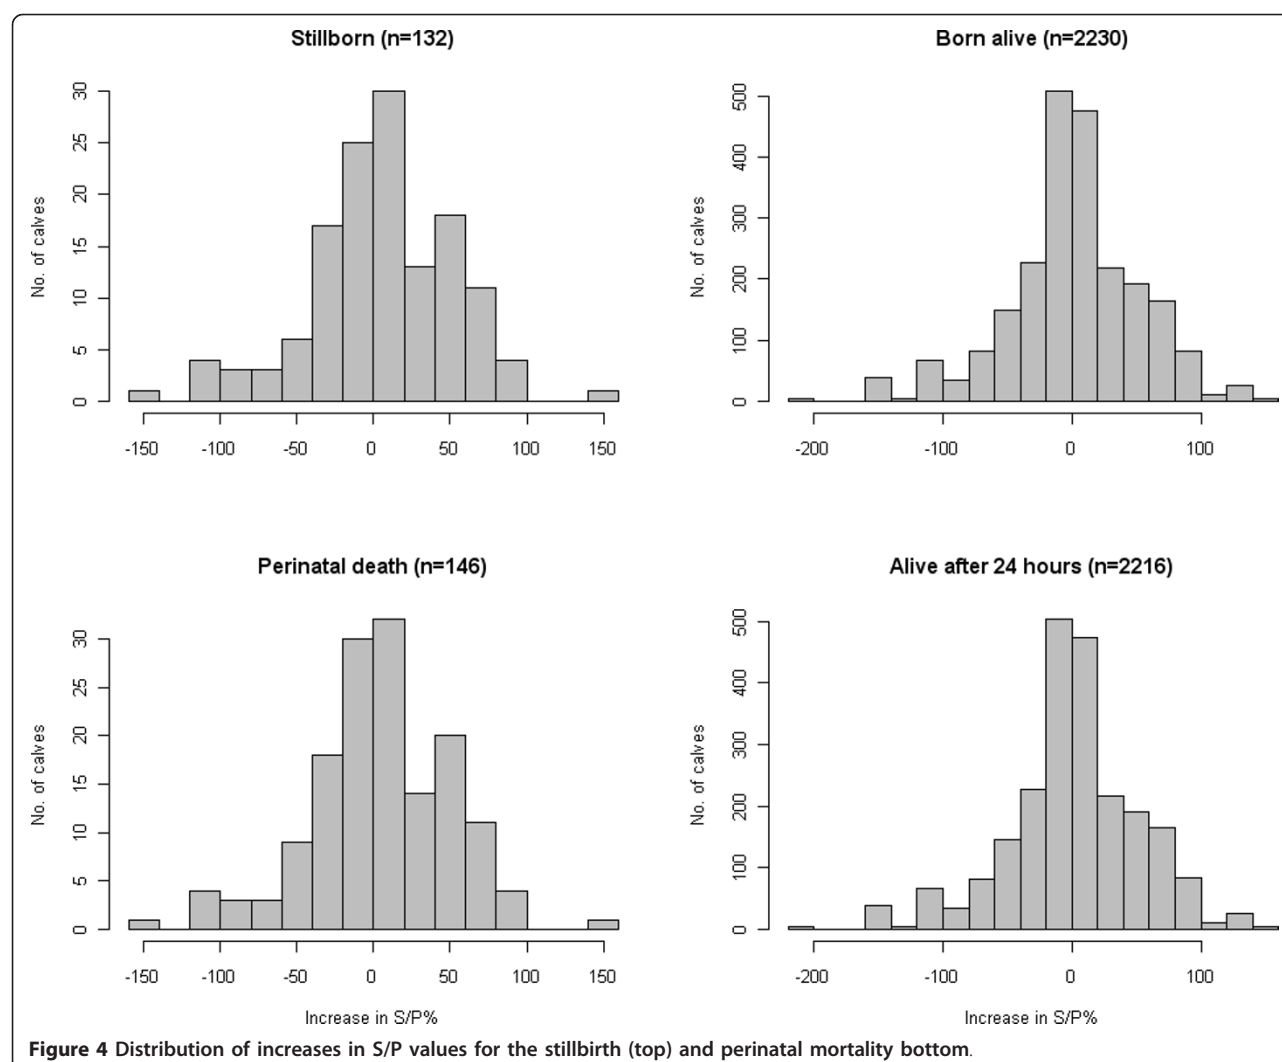 Stillborn (n=132)
No. of calves
30
25
20
15
10
5
0
-150 -100 -50 0 50 100 150
Born alive (n=2230)
No. of calves
500
400
300
200
100
0
-200 -100 0 100
Perinatal death (n=146)
No. of calves
30
25
20
15
10
5
0
-150 -100 -50 0 50 100 150
Increase in S/P%
Alive after 24 hours (n=2216)
No. of calves
500
400
300
200
100
0
-200 -100 0 100
Increase in S/P%
Figure 4 Distribution of increases in S/P values for the stillbirth (top) and perinatal mortality bottom.